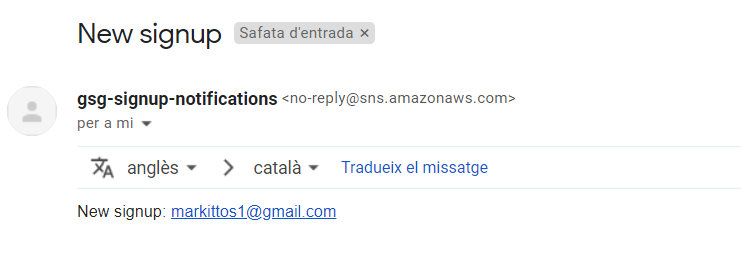 New signup Safata d'entrada ×
gsg-signup-notifications <no-reply@sns.amazonaws.com>
per a mi
anglès > català Tradueix el missatge
New signup: markittos1@gmail.com